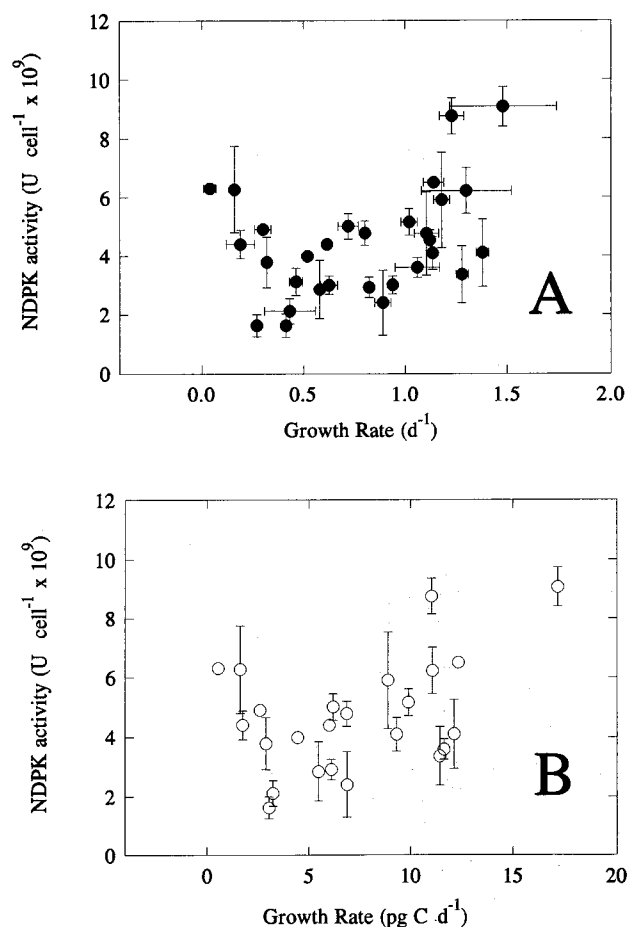 12
10
8
6
4
2
0
NDPK activity (U cell⁻¹ x 10⁹)
A
0.0 0.5 1.0 1.5 2.0
Growth Rate (d⁻¹)
12
10
8
6
4
2
0
NDPK activity (U cell⁻¹ x 10⁹)
B
0 5 10 15 20
Growth Rate (pg C d⁻¹)